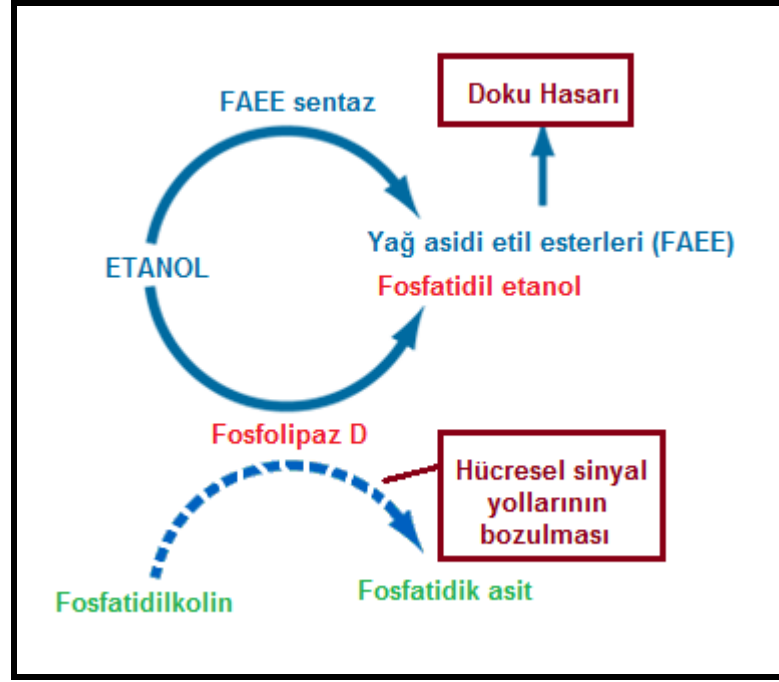 Doku Hasarı
FAEE sentaz
Yağ asidi etil esterleri (FAEE)
ETANOL
Fosfatidil etanol
Fosfolipaz D
Hücresel sinyal
yollarının
bozulması
Fosfatidik asit
Fosfatidilkolin